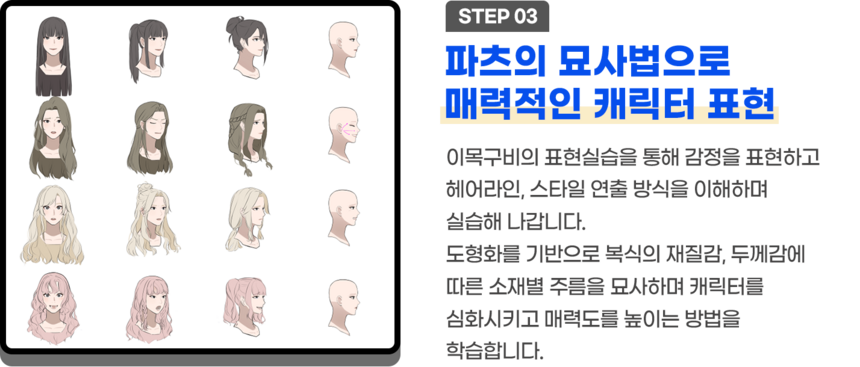 STEP 03
파츠의 묘사법으로
매력적인 캐릭터 표현
이목구비의 표현실습을 통해 감정을 표현하고
헤어라인, 스타일 연출 방식을 이해하며
실습해 나갑니다.
도형화를 기반으로 복식의 재질감, 두께감에
따른 소재별 주름을 묘사하며 캐릭터를
심화시키고 매력도를 높이는 방법을
학습합니다.